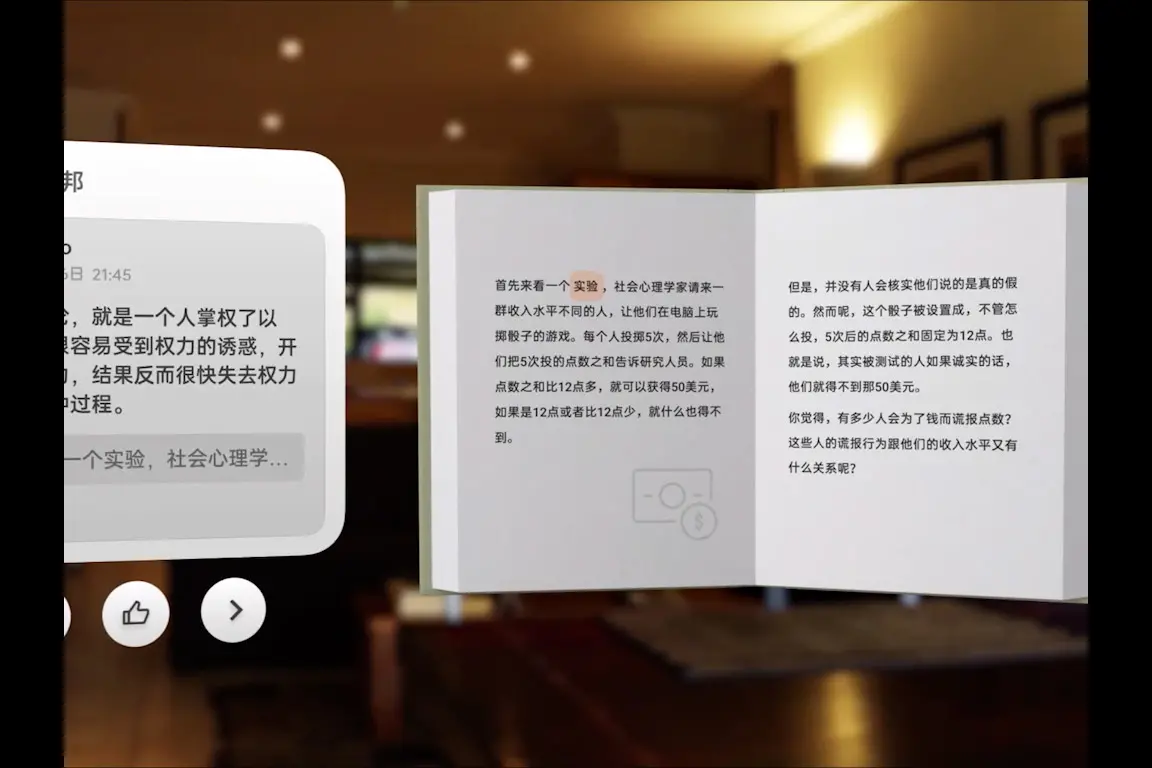 邦
o
6日 21:45
，就是一个人掌权了以
很容易受到权力的诱惑，开
，结果反而很快失去权力
中过程。
一个实验，社会心理学...
首先来看一个 实验 ，社会心理学家请来一
群收入水平不同的人，让他们在电脑上玩
掷骰子的游戏。每个人投掷5次，然后让他
们把5次投的点数之和告诉研究人员。如果
点数之和比12点多，就可以获得50美元，
如果是12点或者比12点少，就什么也得不
到。
$
但是，并没有人会核实他们说的是真的假
的。然而呢，这个骰子被设置成，不管怎
么投，5次后的点数之和固定为12点。也
就是说，其实被测试的人如果诚实的话，
他们就得不到那50美元。
你觉得，有多少人会为了钱而谎报点数？
这些人的谎报行为跟他们的收入水平又有
什么关系呢？